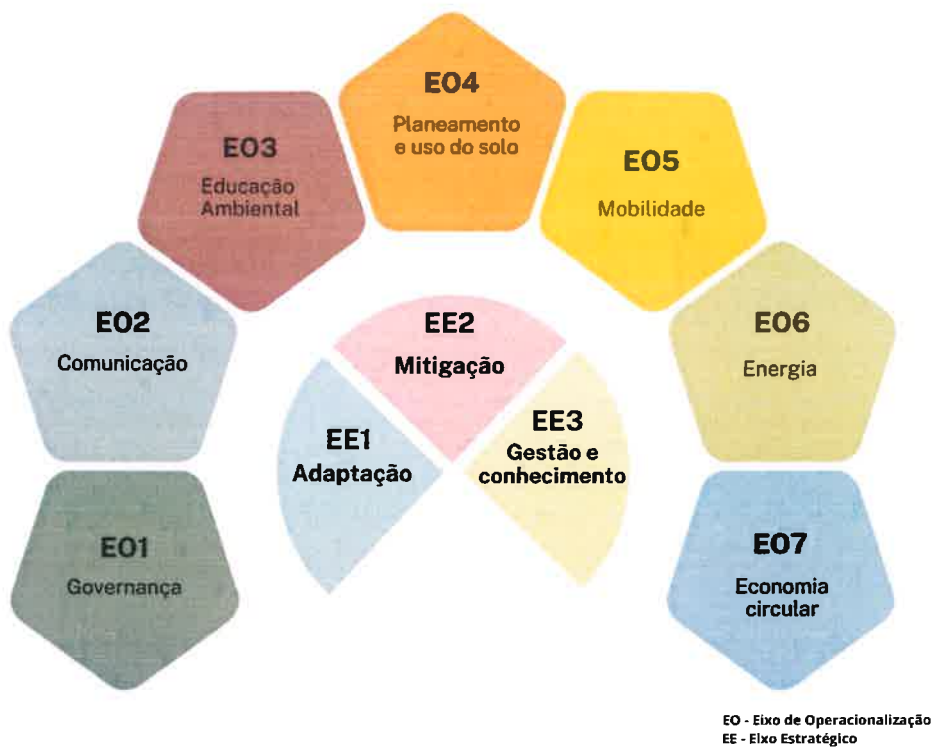 EO4
Planeamento
e uso do solo
EO3
Educação
Ambiental
EO5
Mobilidade
EO2
Comunicação
EE2
Mitigação
EO6
Energia
EE1
Adaptação
EE3
Gestão e
conhecimento
EO1
Governança
EO7
Economia
circular
EO - Eixo de Operacionalização
EE - Eixo Estratégico